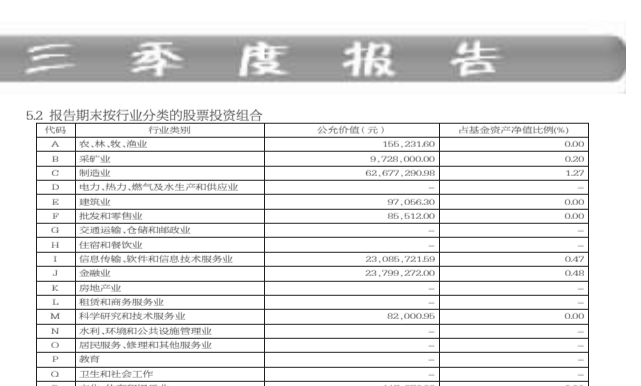 三季度报告
5.2 报告期末按行业分类的股票投资组合
代码 行业类别 公允价值（元） 占基金资产净值比例(%)
A 农、林、牧、渔业 155,231.60 0.00
B 采矿业 9,728,000.00 0.20
C 制造业 62,677,290.98 1.27
D 电力、热力、燃气及水生产和供应业 – –
E 建筑业 97,056.30 0.00
F 批发和零售业 85,512.00 0.00
G 交通运输、仓储和邮政业 – –
H 住宿和餐饮业 – –
I 信息传输、软件和信息技术服务业 23,085,721.59 0.47
J 金融业 23,799,272.00 0.48
K 房地产业 – –
L 租赁和商务服务业 – –
M 科学研究和技术服务业 82,000.95 0.00
N 水利、环境和公共设施管理业 – –
O 居民服务、修理和其他服务业 – –
P 教育 – –
Q 卫生和社会工作 – –